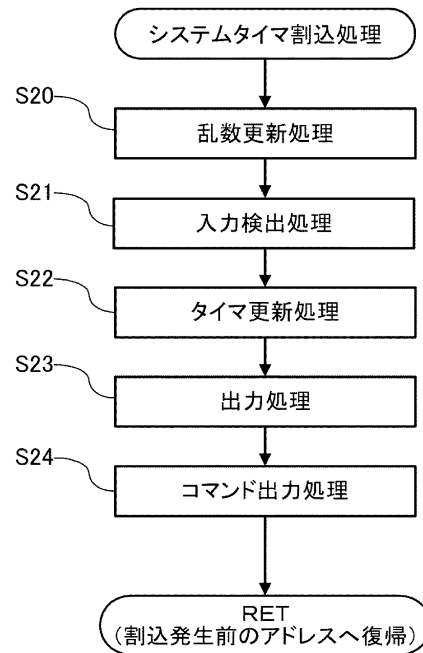 システムタイマ割込処理
S20
乱数更新処理
S21
入力検出処理
S22
タイマ更新処理
S23
出力処理
S24
コマンド出力処理
RET
(割込発生前のアドレスへ復帰)